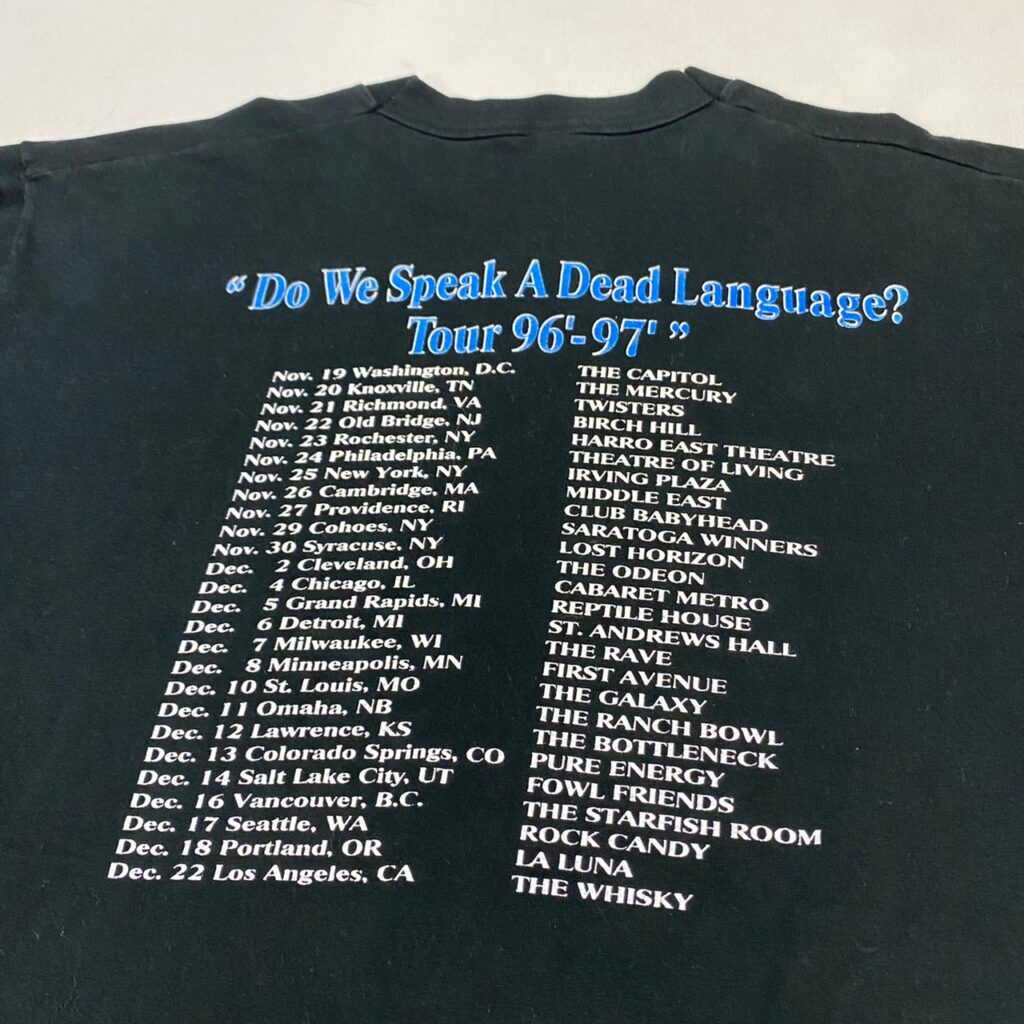 “Do We Speak A Dead Language?
Tour 96'-97'”
Nov. 19 Washington, D.C. THE CAPITOL
Nov. 20 Knoxville, TN THE MERCURY
Nov. 21 Richmond, VA TWISTERS
Nov. 22 Old Bridge, NJ BIRCH HILL
Nov. 23 Rochester, NY HARRO EAST THEATRE
Nov. 24 Philadelphia, PA THEATRE OF LIVING
Nov. 25 New York, NY IRVING PLAZA
Nov. 26 Cambridge, MA MIDDLE EAST
Nov. 27 Providence, RI CLUB BABYHEAD
Nov. 29 Cohoes, NY SARATOGA WINNERS
Nov. 30 Syracuse, NY LOST HORIZON
Dec. 2 Cleveland, OH THE ODEON
Dec. 4 Chicago, IL CABARET METRO
Dec. 5 Grand Rapids, MI REPTILE HOUSE
Dec. 6 Detroit, MI ST. ANDREWS HALL
Dec. 7 Milwaukee, WI THE RAVE
Dec. 8 Minneapolis, MN FIRST AVENUE
Dec. 10 St. Louis, MO THE GALAXY
Dec. 11 Omaha, NB THE RANCH BOWL
Dec. 12 Lawrence, KS THE BOTTLENECK
Dec. 13 Colorado Springs, CO PURE ENERGY
Dec. 14 Salt Lake City, UT FOWL FRIENDS
Dec. 16 Vancouver, B.C. THE STARFISH ROOM
Dec. 17 Seattle, WA ROCK CANDY
Dec. 18 Portland, OR LA LUNA
Dec. 22 Los Angeles, CA THE WHISKY